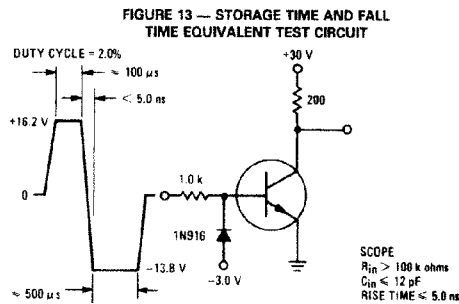 FIGURE 13 — STORAGE TIME AND FALL
TIME EQUIVALENT TEST CIRCUIT
DUTY CYCLE = 2.0%
≈ 100 μs
< 5.0 ns
+16.2 V
0
-13.8 V
≈ 500 μs
+30 V
200
1.0 k
1N916
-3.0 V
SCOPE
Rin > 100 k ohms
Cin ≤ 12 pF
RISE TIME ≤ 5.0 ns